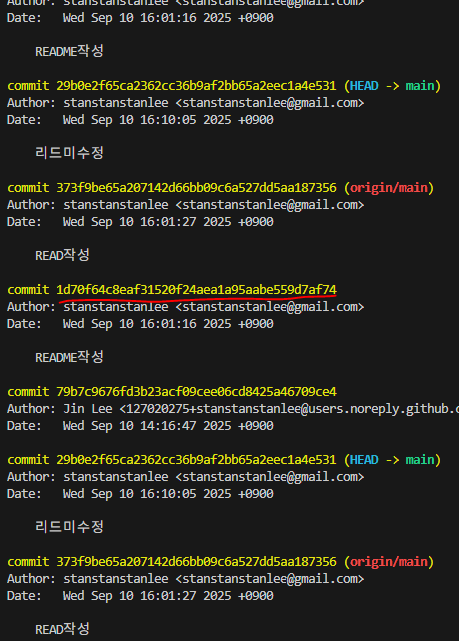 Author: stanstanstanlee <stanstanstanlee@gmail.com>
Date:   Wed Sep 10 16:01:16 2025 +0900
README작성
commit 29b0e2f65ca2362cc36b9af2bb65a2eec1a4e531 (HEAD -> main)
Author: stanstanstanlee <stanstanstanlee@gmail.com>
Date:   Wed Sep 10 16:10:05 2025 +0900
리드미수정
commit 373f9be65a207142d66bb09c6a527dd5aa187356 (origin/main)
Author: stanstanstanlee <stanstanstanlee@gmail.com>
Date:   Wed Sep 10 16:01:27 2025 +0900
READ작성
commit 1d70f64c8eaf31520f24aea1a95aabe559d7af74
Author: stanstanstanlee <stanstanstanlee@gmail.com>
Date:   Wed Sep 10 16:01:16 2025 +0900
README작성
commit 79b7c9676fd3b23acf09cee06cd8425a46709ce4
Author: Jin Lee <127020275+stanstanstanlee@users.noreply.github.c
Date:   Wed Sep 10 14:16:47 2025 +0900
commit 29b0e2f65ca2362cc36b9af2bb65a2eec1a4e531 (HEAD -> main)
Author: stanstanstanlee <stanstanstanlee@gmail.com>
Date:   Wed Sep 10 16:10:05 2025 +0900
리드미수정
commit 373f9be65a207142d66bb09c6a527dd5aa187356 (origin/main)
Author: stanstanstanlee <stanstanstanlee@gmail.com>
Date:   Wed Sep 10 16:01:27 2025 +0900
READ작성